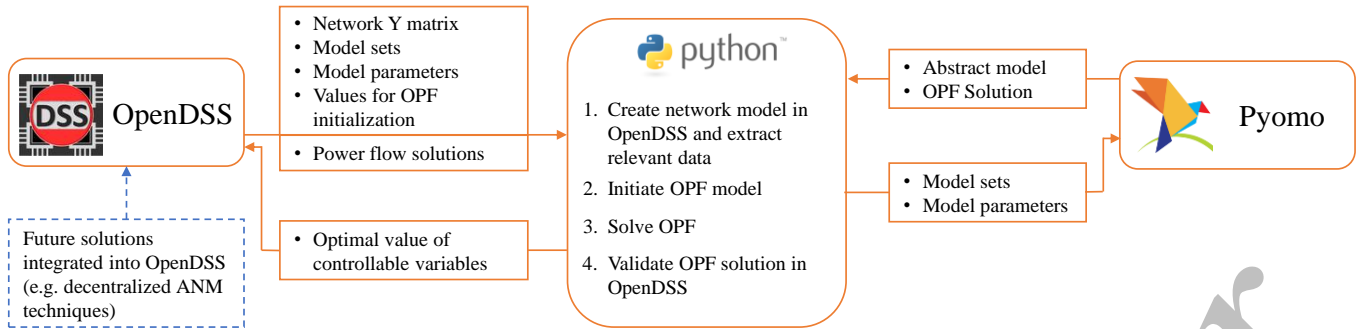 DSS
OpenDSS
Future solutions
integrated into OpenDSS
(e.g. decentralized ANM
techniques)
• Network Y matrix
• Model sets
• Model parameters
• Values for OPF
initialization
• Power flow solutions
• Optimal value of
controllable variables
python™
1. Create network model in
OpenDSS and extract
relevant data
2. Initiate OPF model
3. Solve OPF
4. Validate OPF solution in
OpenDSS
• Abstract model
• OPF Solution
• Model sets
• Model parameters
Pyomo